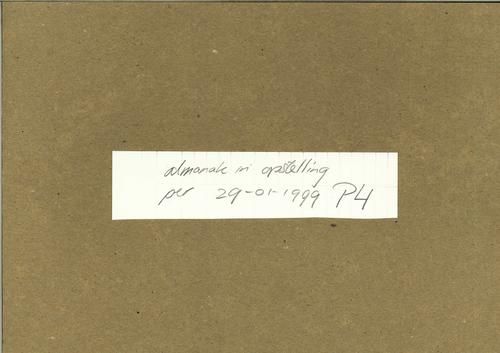 almanak in opstelling
per 29-01-1999 P4